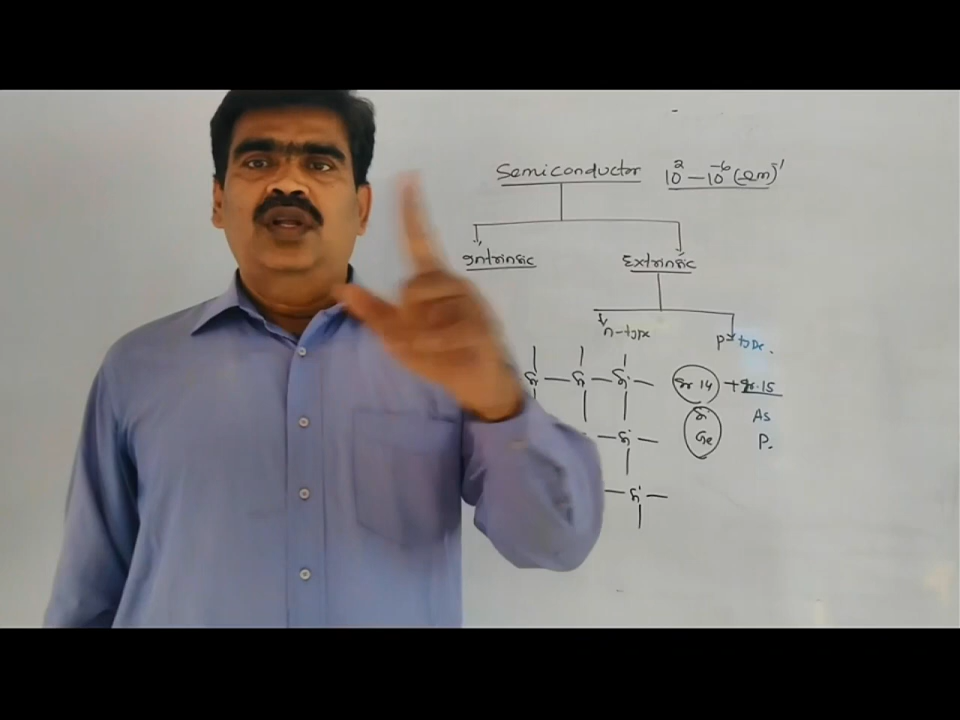 Semiconductor 10² – 10⁻⁶ (Ωm)⁻¹
Intrinsic Extrinsic
n-type P-type.
Si — Si — Si — Gr 14 + Gr.15
Si As
— Si — Ge P.
— Si —